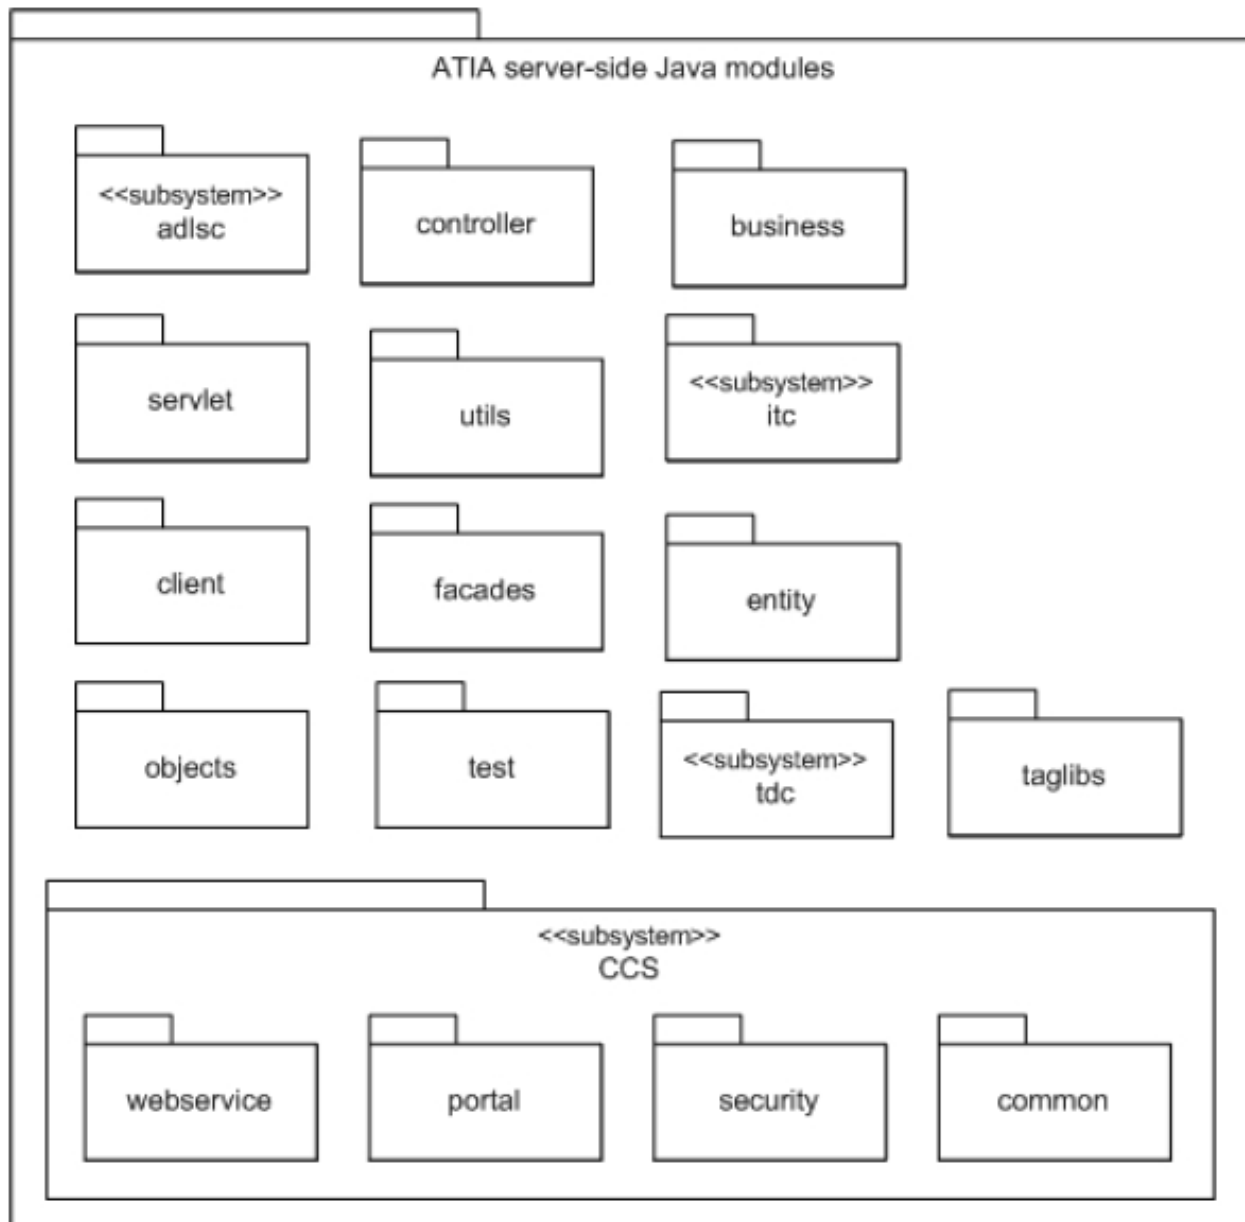 ATIA server-side Java modules
<<subsystem>>
adlsc
controller
business
servlet
utils
<<subsystem>>
itc
client
facades
entity
objects
test
<<subsystem>>
tdc
taglibs
<<subsystem>>
CCS
webservice
portal
security
common